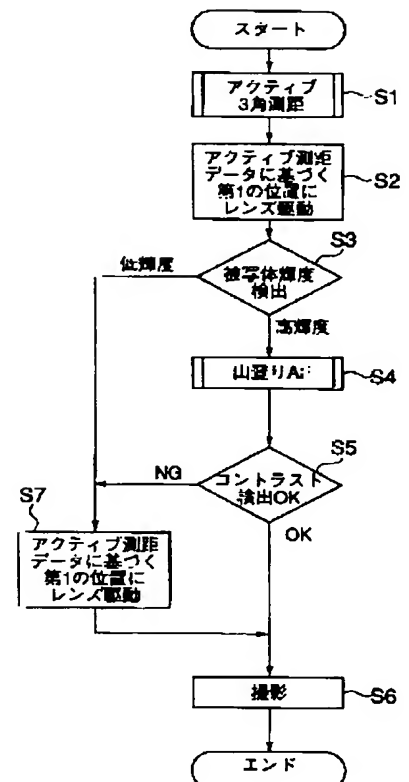 スタート
アクティブ
3角測距
S1
アクティブ測距
データに基づく
第1の位置に
レンズ駆動
S2
S3
低輝度
被写体輝度
検出
高輝度
山登りAF
S4
S5
NG
コントラスト
検出OK
OK
S7
アクティブ測距
データに基づく
第1の位置に
レンズ駆動
撮影
S6
エンド